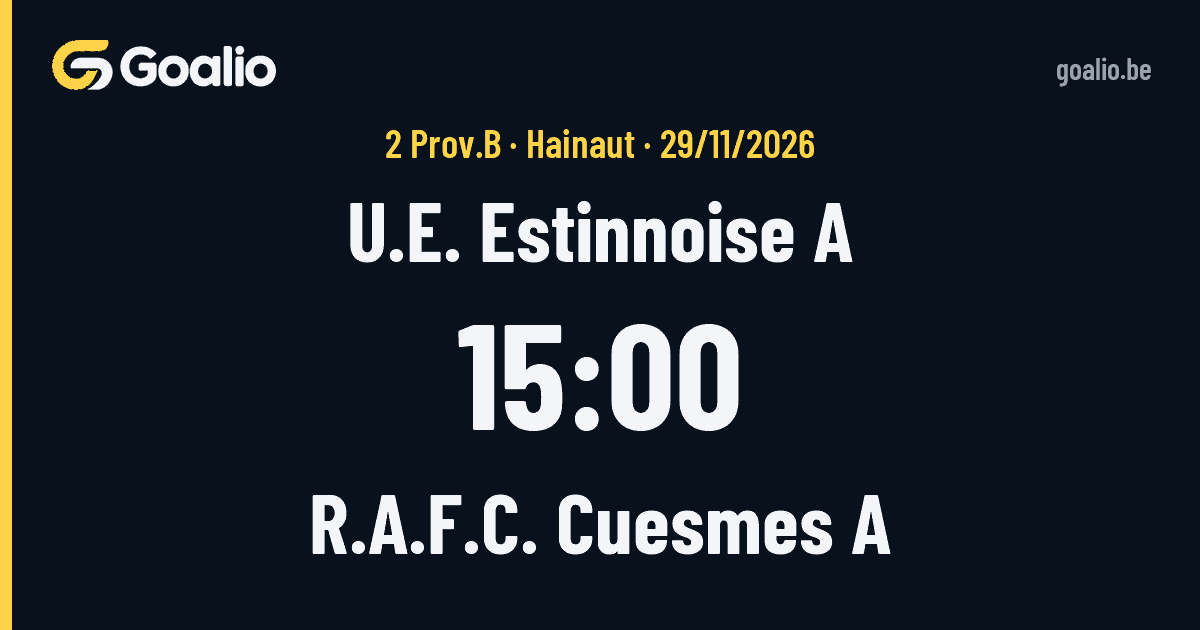 Goalio
goalio.be
2 Prov.B · Hainaut · 29/11/2026
U.E. Estinnoise A
15:00
R.A.F.C. Cuesmes A